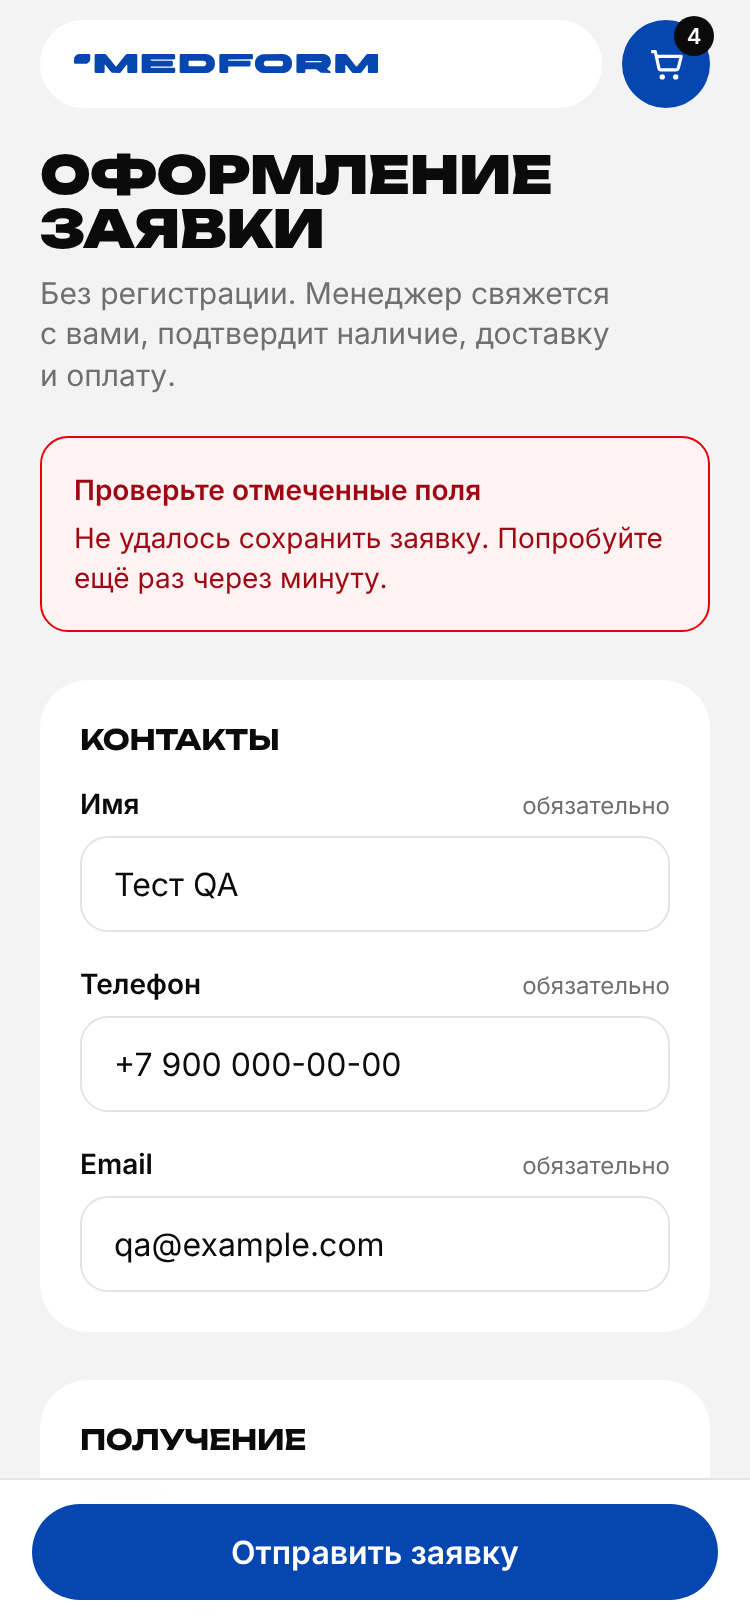 MEDFORM
4
ОФОРМЛЕНИЕ
ЗАЯВКИ
Без регистрации. Менеджер свяжется
с вами, подтвердит наличие, доставку
и оплату.
Проверьте отмеченные поля
Не удалось сохранить заявку. Попробуйте
ещё раз через минуту.
КОНТАКТЫ
Имя обязательно
Тест QA
Телефон обязательно
+7 900 000-00-00
Email обязательно
qa@example.com
ПОЛУЧЕНИЕ
Отправить заявку